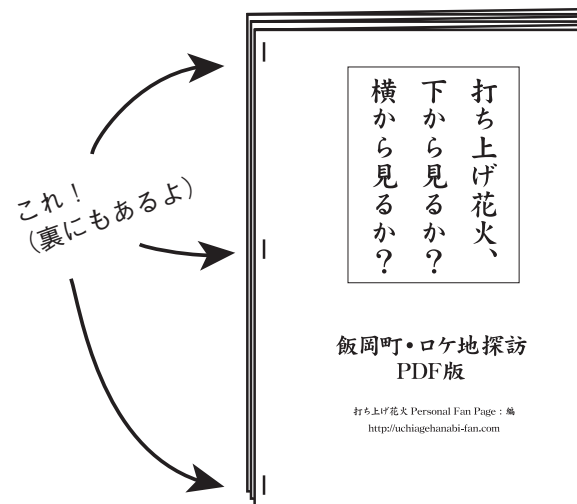 これ！
（裏にもあるよ）
打ち上げ花火、
下から見るか？
横から見るか？
飯岡町・ロケ地探訪
PDF版
打ち上げ花火 Personal Fan Page：編
http://uchiagehanabi-fan.com